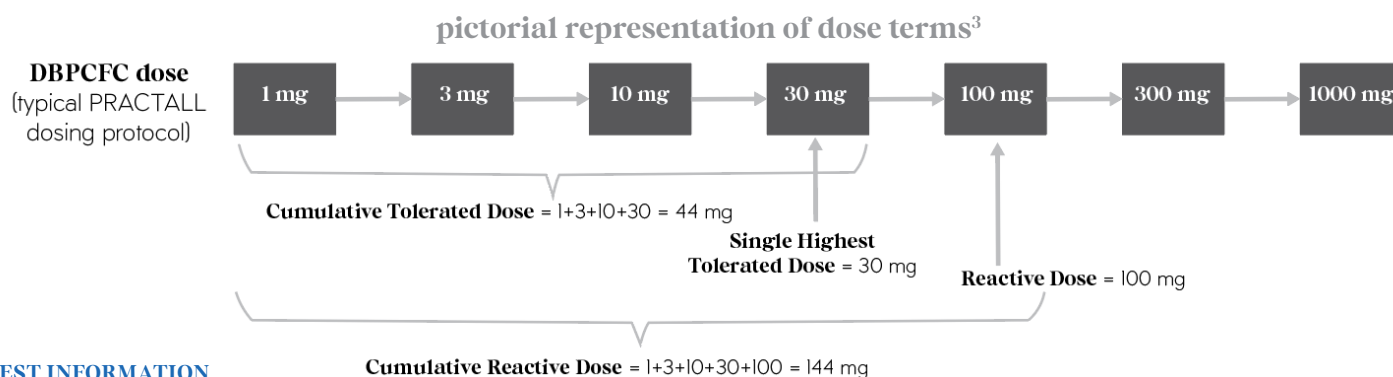 pictorial representation of dose terms³
DBPCFC dose
(typical PRACTALL
dosing protocol)
1 mg
3 mg
10 mg
30 mg
100 mg
300 mg
1000 mg
Cumulative Tolerated Dose = 1+3+10+30 = 44 mg
Single Highest
Tolerated Dose = 30 mg
Reactive Dose = 100 mg
Cumulative Reactive Dose = 1+3+10+30+100 = 144 mg
EST INFORMATION